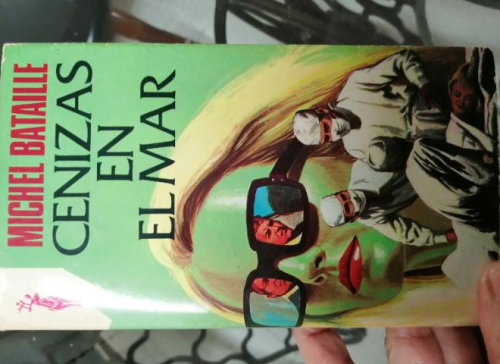 MICHEL BATAILLE
CENIZAS
EN
EL MAR